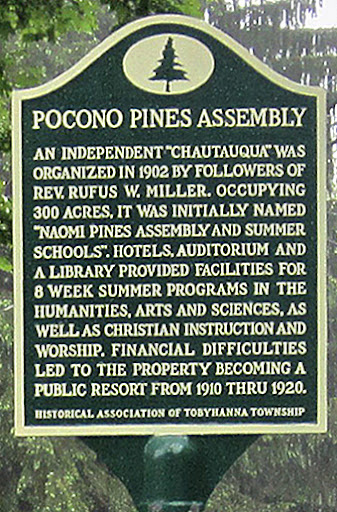 POCONO PINES ASSEMBLY
AN INDEPENDENT "CHAUTAUQUA" WAS
ORGANIZED IN 1902 BY FOLLOWERS OF
REV. RUFUS W. MILLER. OCCUPYING
300 ACRES, IT WAS INITIALLY NAMED
"NAOMI PINES ASSEMBLY AND SUMMER
SCHOOLS". HOTELS, AUDITORIUM AND
A LIBRARY PROVIDED FACILITIES FOR
8 WEEK SUMMER PROGRAMS IN THE
HUMANITIES, ARTS AND SCIENCES, AS
WELL AS CHRISTIAN INSTRUCTION AND
WORSHIP. FINANCIAL DIFFICULTIES
LED TO THE PROPERTY BECOMING A
PUBLIC RESORT FROM 1910 THRU 1920.
HISTORICAL ASSOCIATION OF TOBYHANNA TOWNSHIP